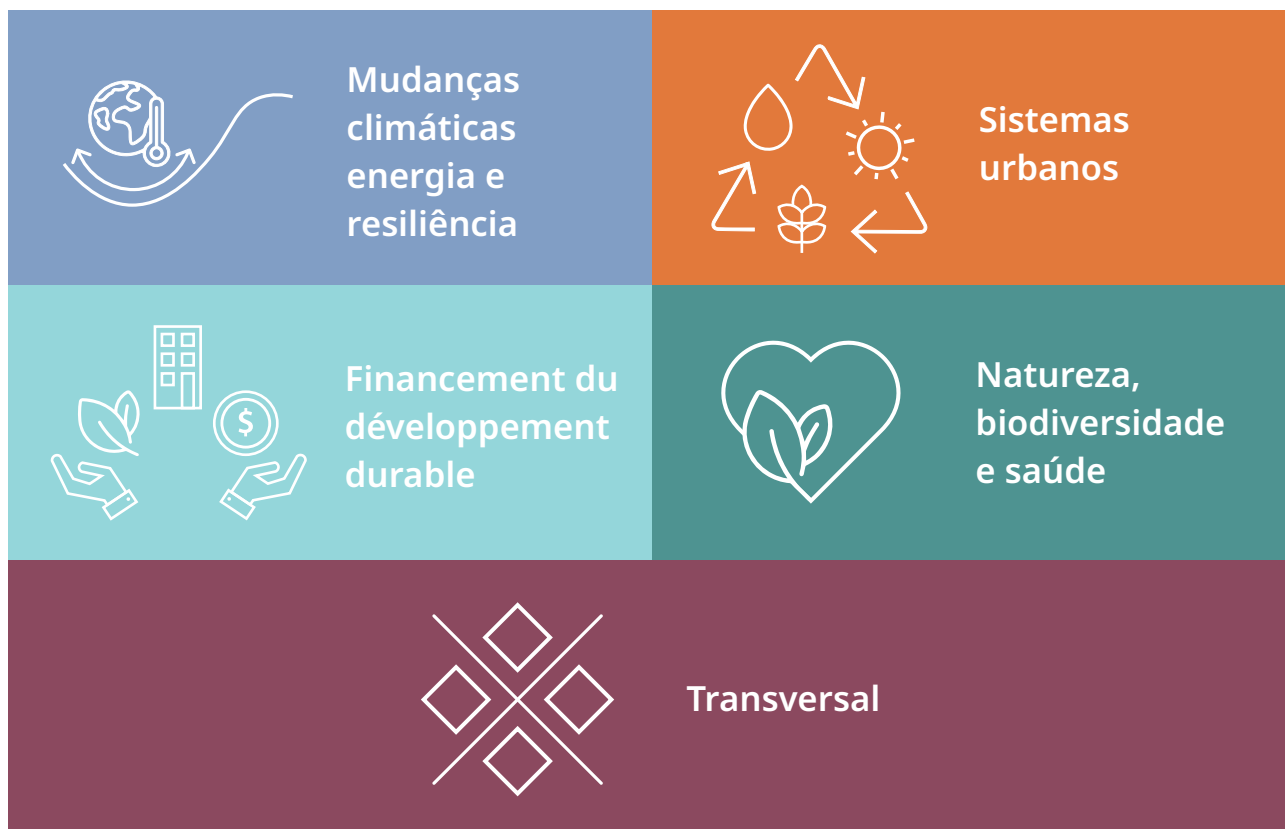 Mudanças
climáticas
energia e
resiliência
Sistemas
urbanos
$
Financement du
développement
durable
Natureza,
biodiversidade
e saúde
Transversal